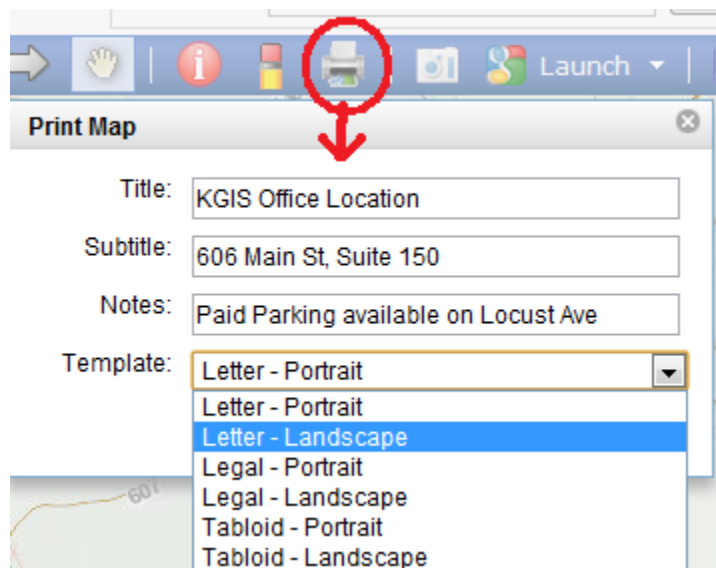 Launch
Print Map
Title: KGIS Office Location
Subtitle: 606 Main St, Suite 150
Notes: Paid Parking available on Locust Ave
Template: Letter - Portrait
Letter - Portrait
Letter - Landscape
Legal - Portrait
Legal - Landscape
Tabloid - Portrait
Tabloid - Landscape
607